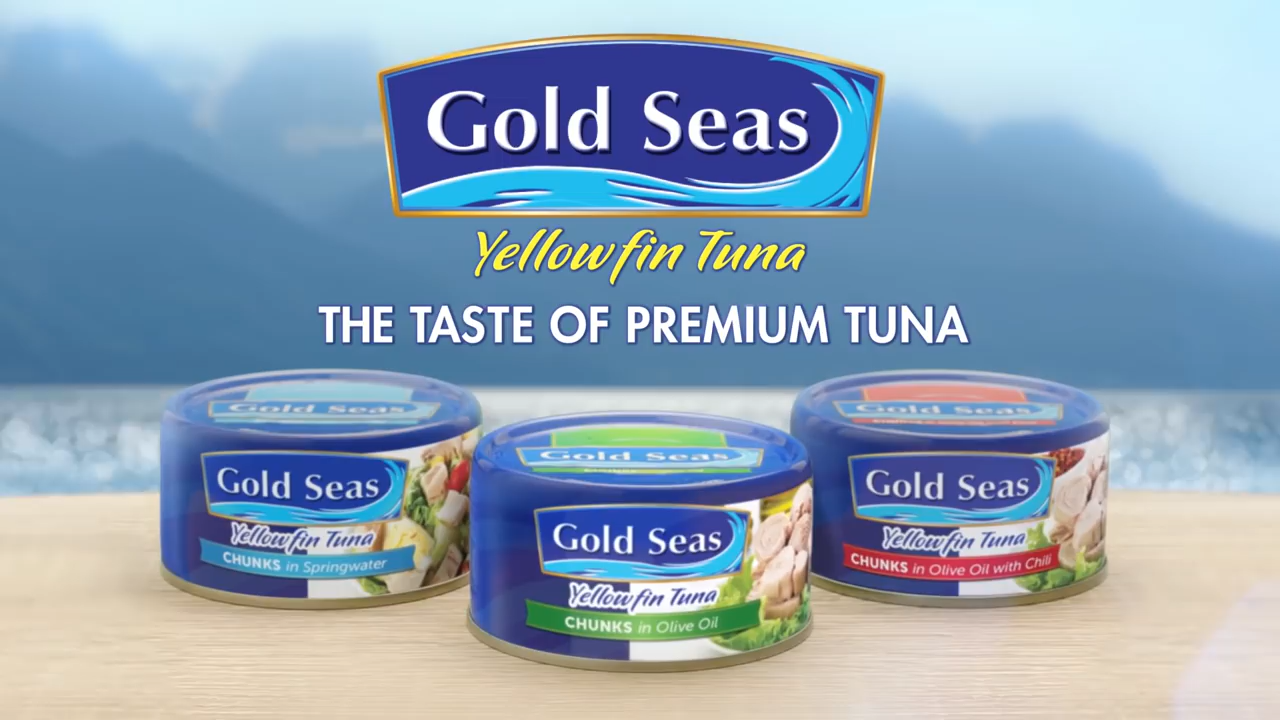 Gold Seas
Yellowfin Tuna
THE TASTE OF PREMIUM TUNA
Gold Seas
Gold Seas
Yellowfin Tuna
CHUNKS in Springwater
Gold Seas
Gold Seas
Yellowfin Tuna
CHUNKS in Olive Oil
Gold Seas
Gold Seas
Yellowfin Tuna
CHUNKS in Olive Oil with Chili